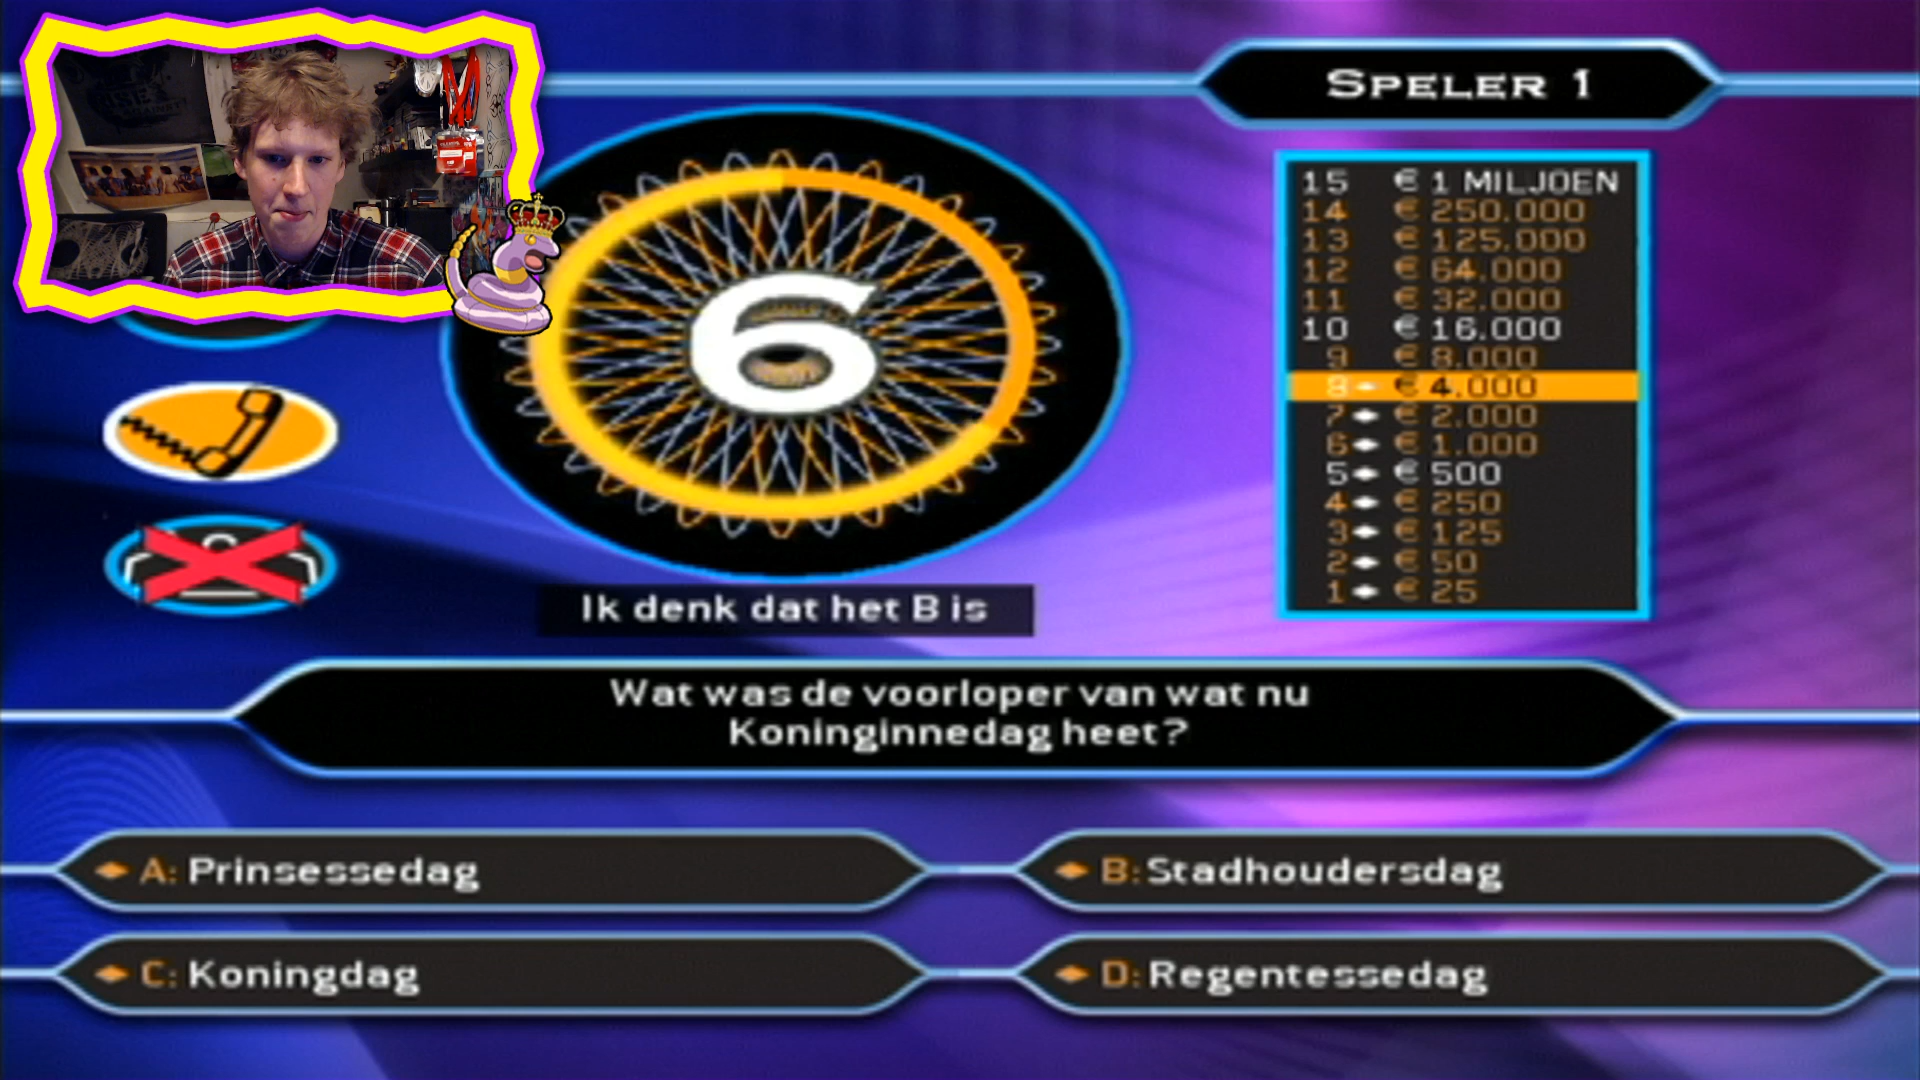 SPELER 1
15 € 1 MILJOEN
14 € 250.000
13 € 125.000
12 € 64.000
11 € 32.000
10 € 16.000
9 € 8.000
8 € 4.000
7 € 2.000
6 € 1.000
5 € 500
4 € 250
3 € 125
2 € 50
1 € 25
6
Ik denk dat het B is
Wat was de voorloper van wat nu
Koninginnedag heet?
A: Prinsessedag
B: Stadhoudersdag
C: Koningdag
D: Regentessedag